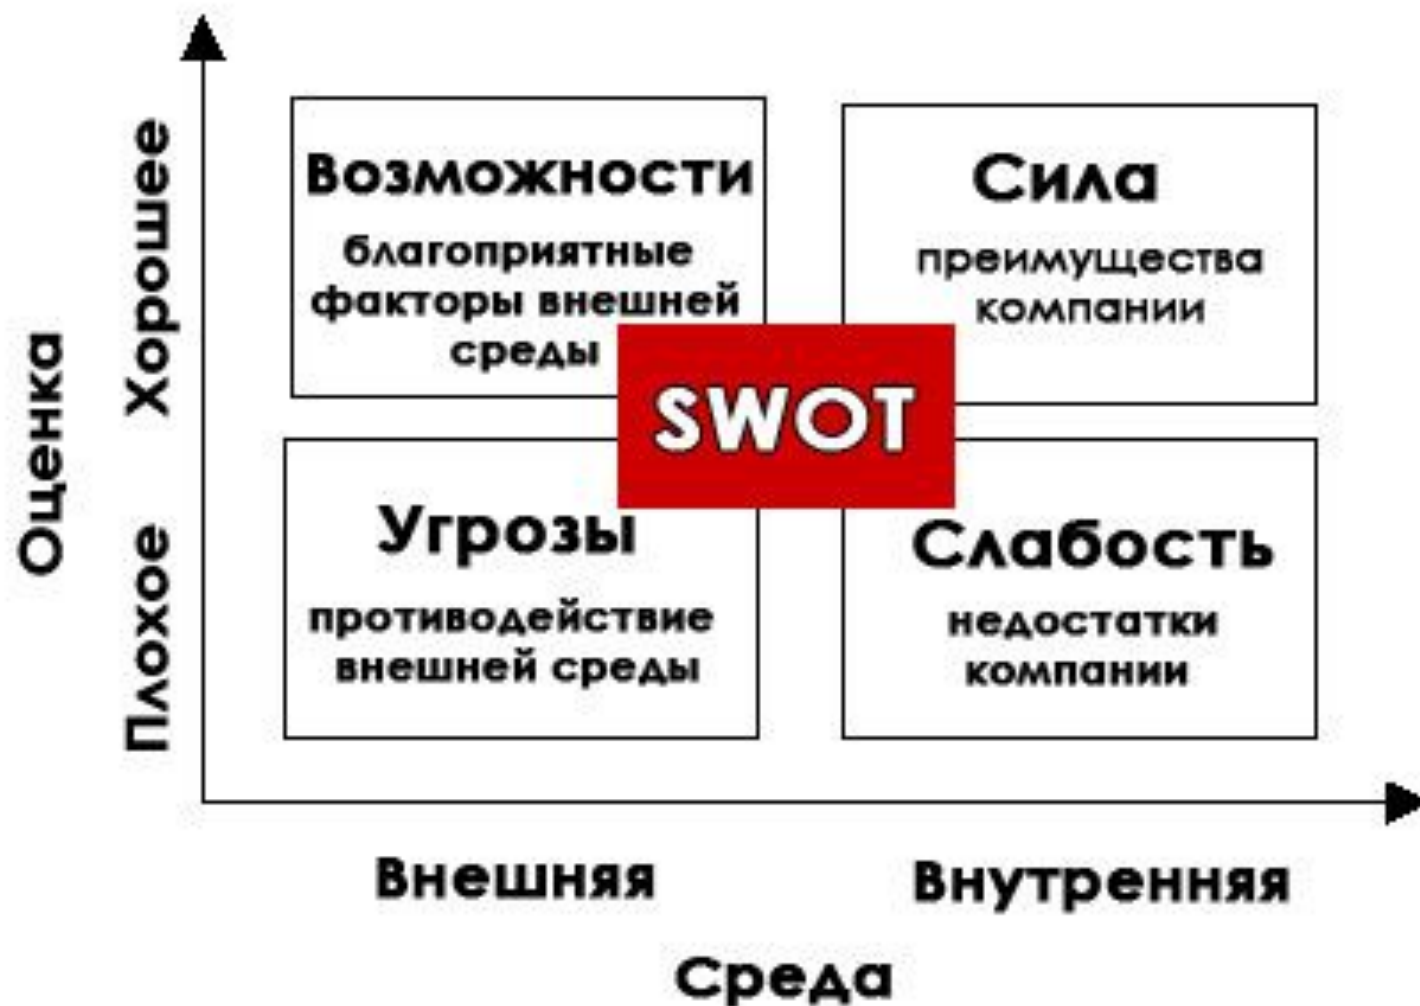 Оценка
Хорошее
Плохое
Возможности
благоприятные
факторы внешней
среды
Сила
преимущества
компании
SWOT
Угрозы
противодействие
внешней среды
Слабость
недостатки
компании
Внешняя
Внутренняя
Среда